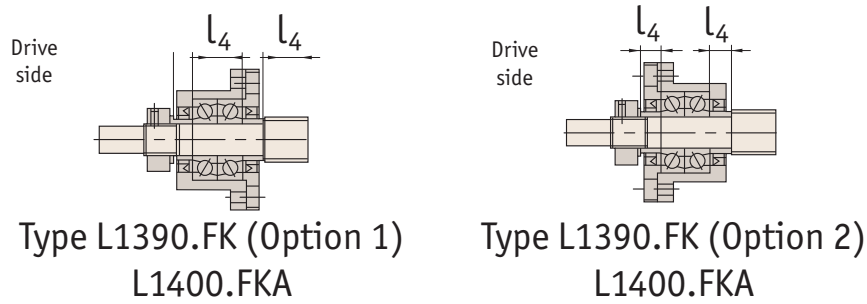 l4 l4
Drive
side
Type L1390.FK (Option 1)
L1400.FKA
l4 l4
Drive
side
Type L1390.FK (Option 2)
L1400.FKA